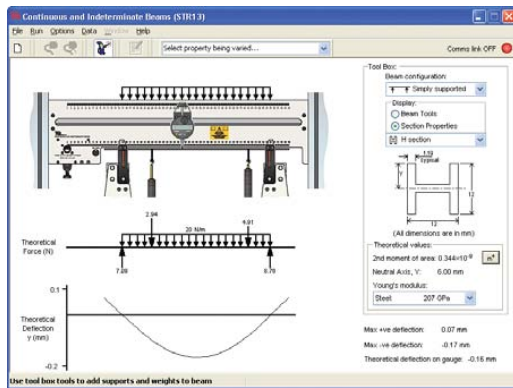 Continuous and Indeterminate Beams (STR13)
File Run Options Data Window Help
Select property being varied...
Comms link OFF
Tool Box:
Beam configuration:
Simply supported
Display:
Beam Tools
Section Properties
H section
1.19
typical
Y
12
12
(All dimensions are in mm)
Theoretical values:
2nd moment of area: 0.344×10⁻⁹ m⁴
Neutral Axis, Y: 6.00 mm
Young's modulus:
Steel 207 GPa
Max +ve deflection: 0.07 mm
Max -ve deflection: -0.17 mm
Theoretical deflection on gauge: -0.16 mm
2.94
4.91
20 N/m
Theoretical
Force (N)
0.1
Theoretical
Deflection
y (mm)
-0.2
Use tool box tools to add supports and weights to beam